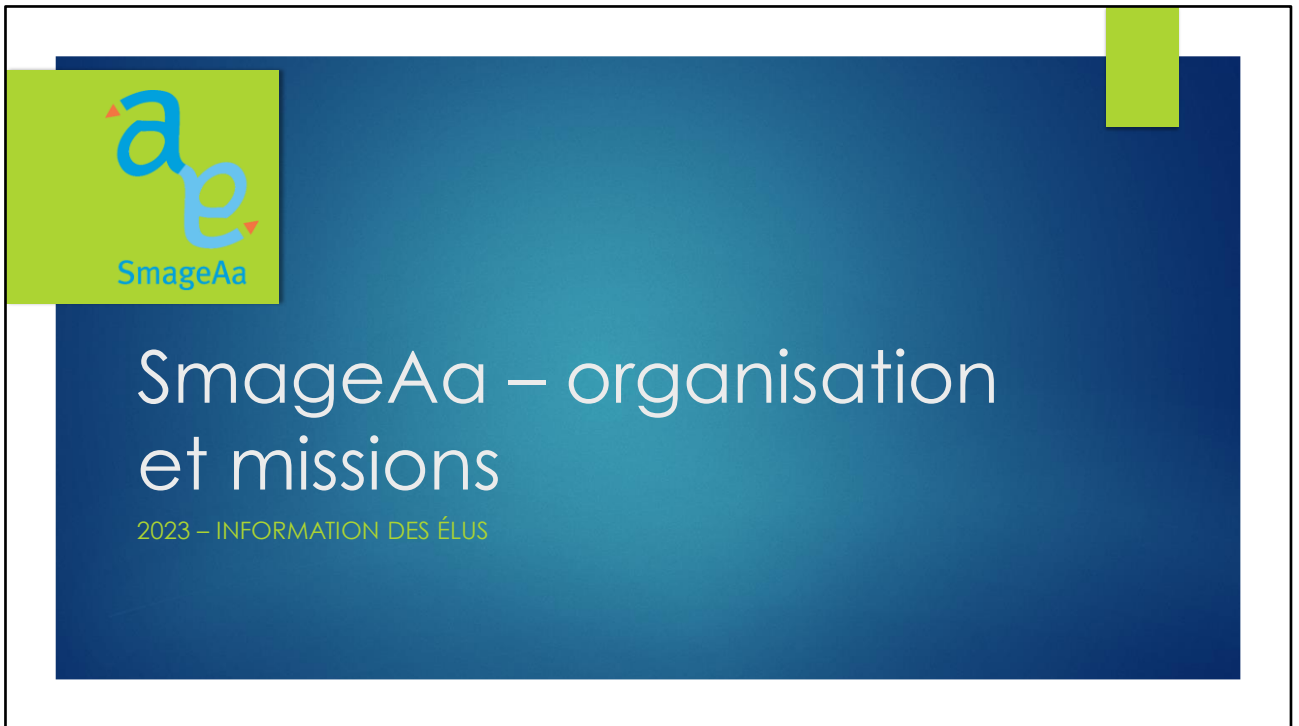 SmageAa
SmageAa – organisation
et missions
2023 – INFORMATION DES ÉLUS